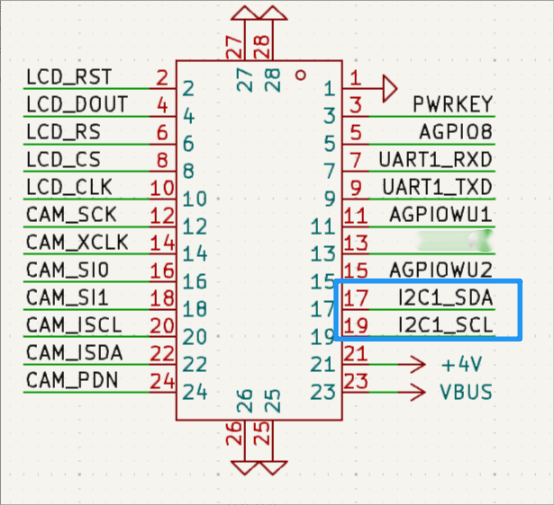 27 28
27 28
LCD_RST 2 2 1 1
LCD_DOUT 4 4 3 3 PWRKEY
LCD_RS 6 6 5 5 AGPIO8
LCD_CS 8 8 7 7 UART1_RXD
LCD_CLK 10 10 9 9 UART1_TXD
CAM_SCK 12 12 11 11 AGPIOWU1
CAM_XCLK 14 14 13 13
CAM_SI0 16 16 15 15 AGPIOWU2
CAM_SI1 18 18 17 17 I2C1_SDA
CAM_ISCL 20 20 19 19 I2C1_SCL
CAM_ISDA 22 22 21 21 +4V
CAM_PDN 24 24 23 23 VBUS
26 25
26 25